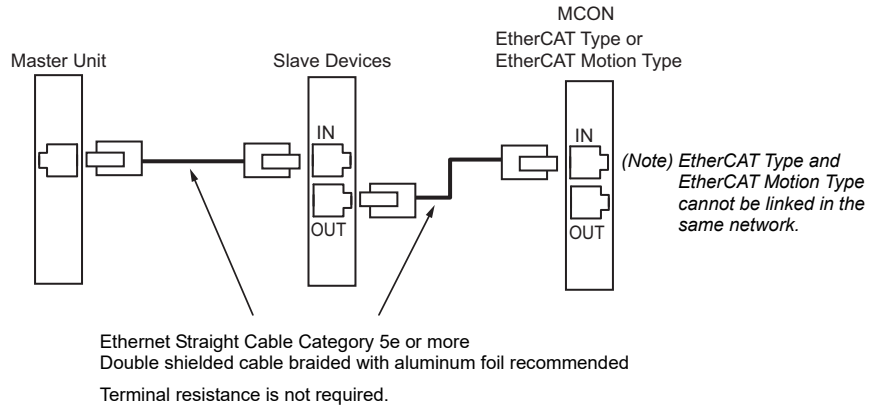 MCON
EtherCAT Type or
EtherCAT Motion Type
Master Unit
Slave Devices
IN
OUT
IN
OUT
(Note) EtherCAT Type and
EtherCAT Motion Type
cannot be linked in the
same network.
Ethernet Straight Cable Category 5e or more
Double shielded cable braided with aluminum foil recommended
Terminal resistance is not required.